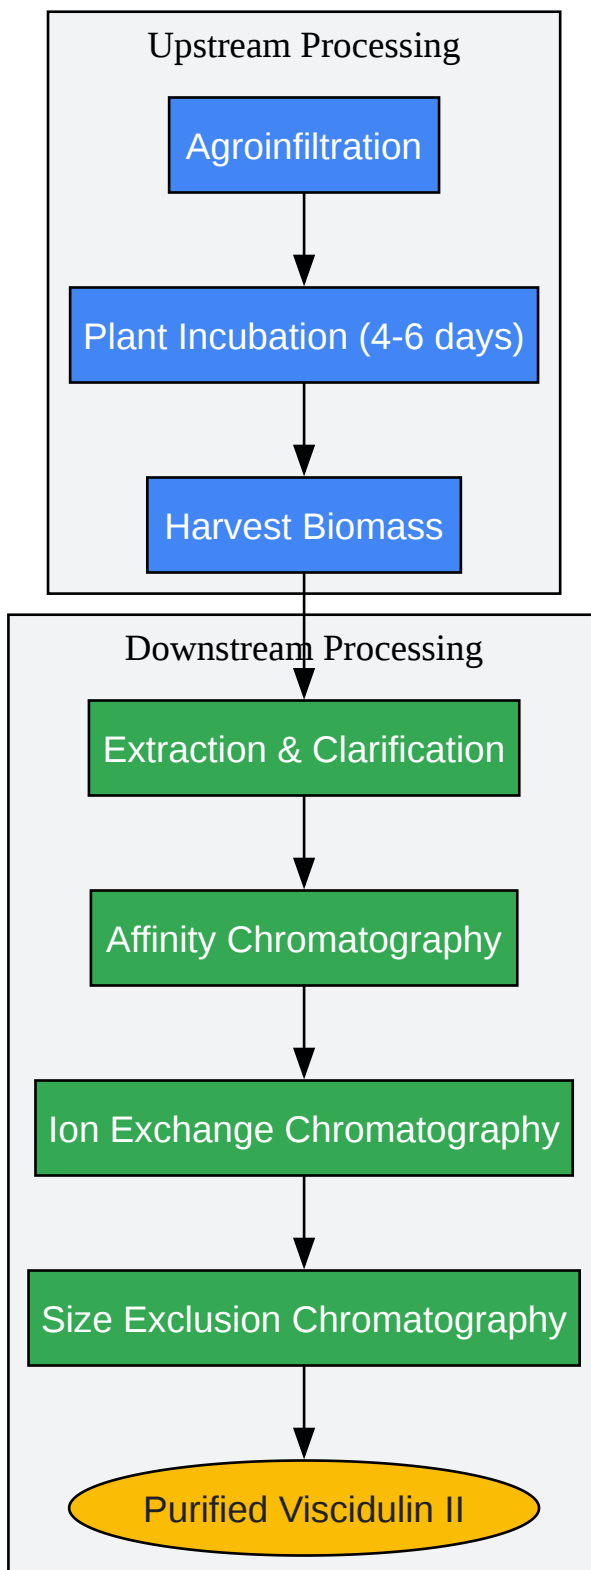 Upstream Processing
Agroinfiltration
Plant Incubation (4-6 days)
Harvest Biomass
Downstream Processing
Extraction & Clarification
Affinity Chromatography
Ion Exchange Chromatography
Size Exclusion Chromatography
Purified Viscidulin II